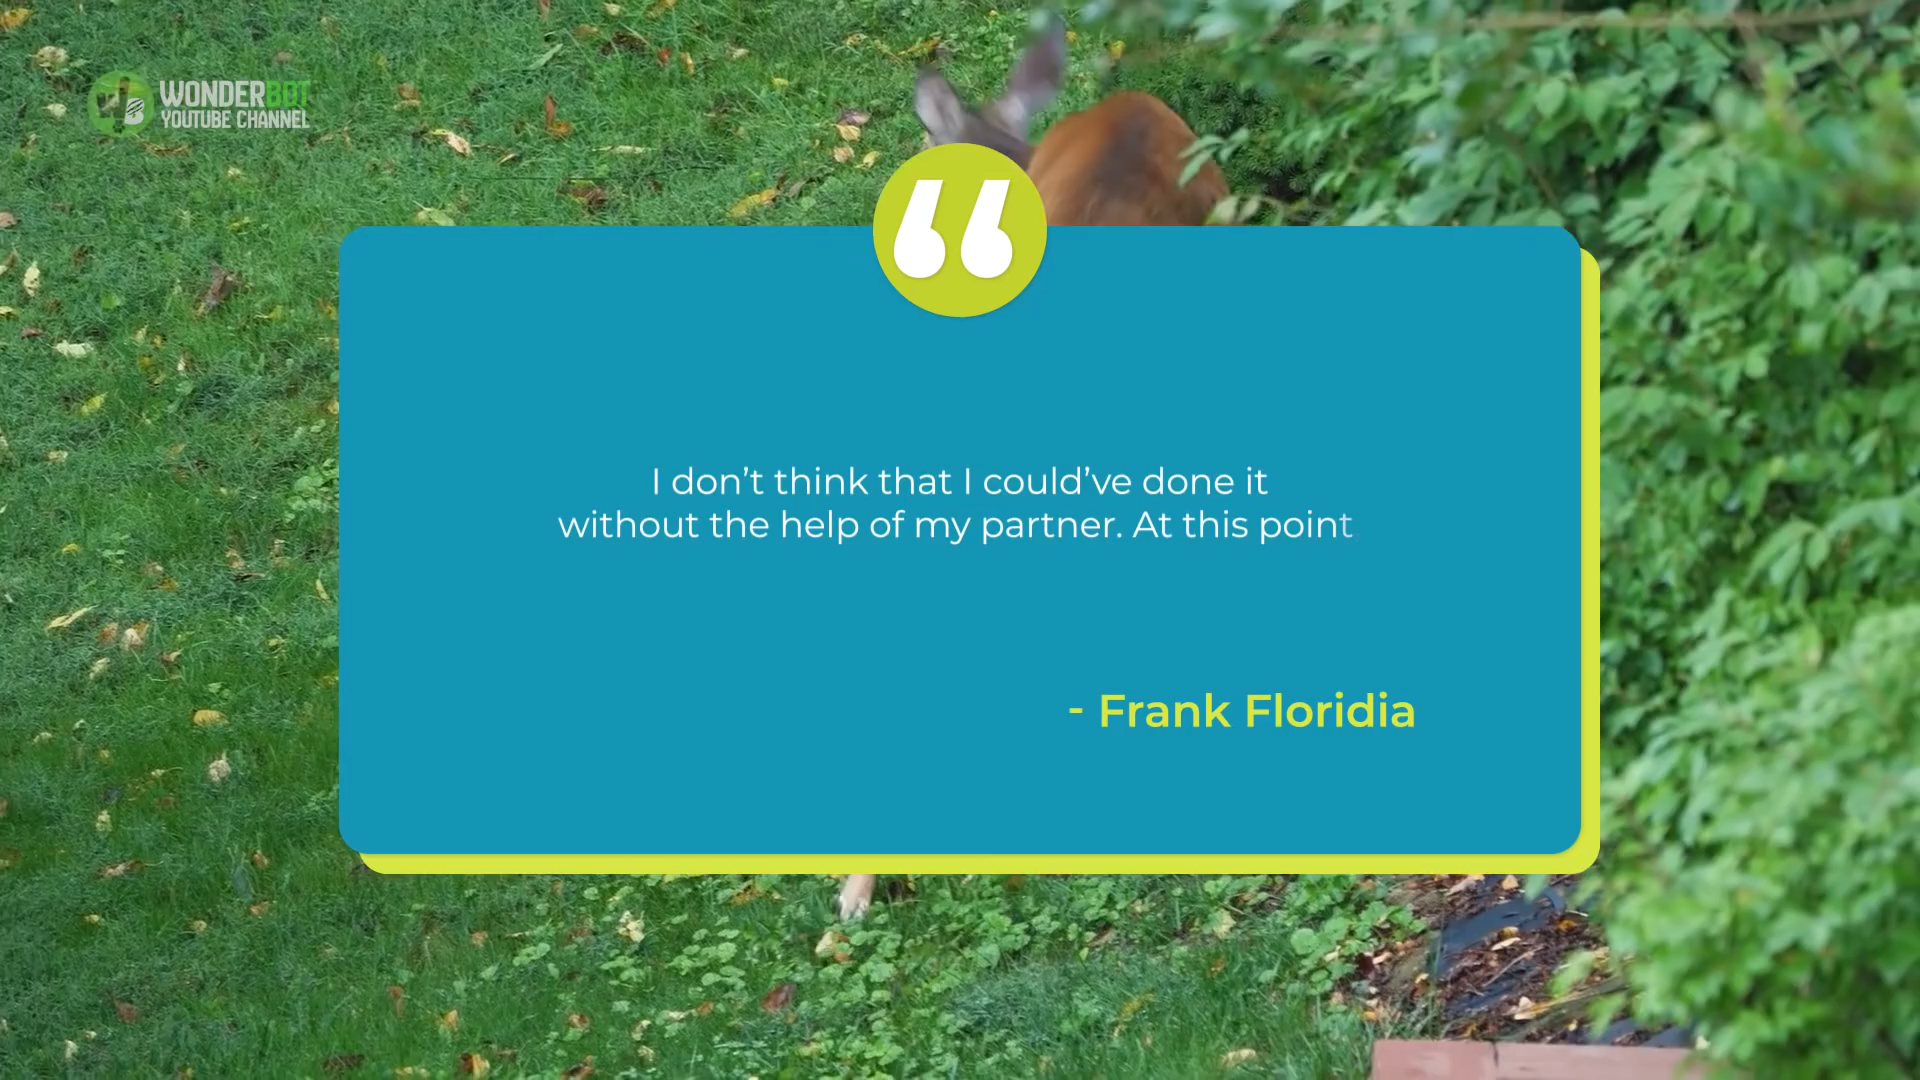 WONDERBOT
YOUTUBE CHANNEL
“
I don’t think that I could’ve done it
without the help of my partner. At this point
- Frank Floridia